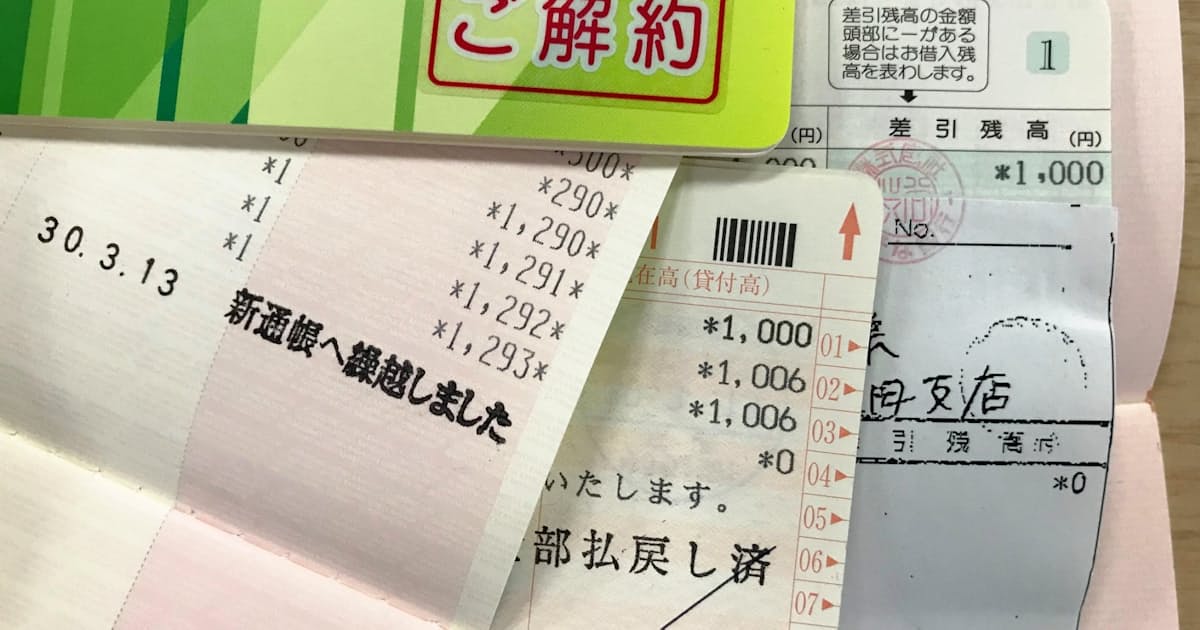 ご解約
差引残高の金額
頭部に－がある
場合はお借入残
高を表わします。
1
(円)
差引残高
(円)
*1,000
*300*
*1
*290*
*1
*1,290*
*1
*1,291*
*1,292*
*1,293*
30.3.13
新通帳へ繰越しました
在高(貸付高)
*1,000
01
*1,006
02
*1,006
03
*0
04
いたします。
05
部払戻し済
06
07
No.
支店
引残高
*0